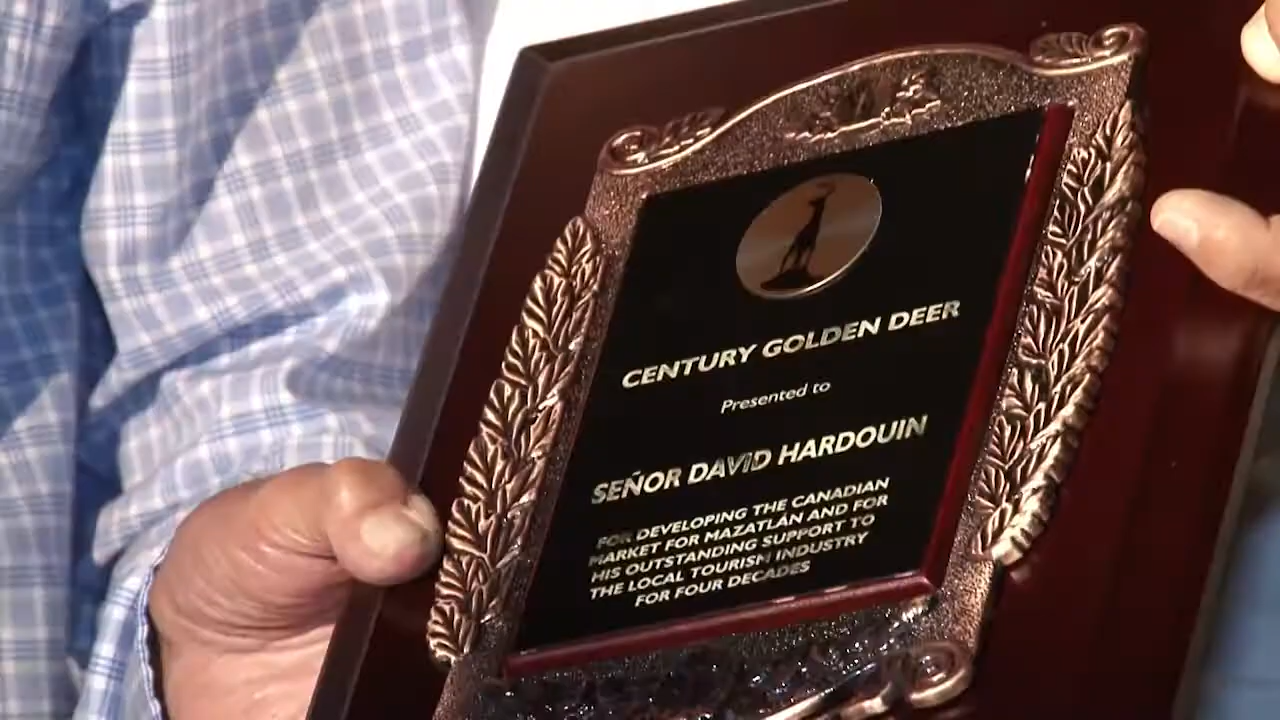 CENTURY GOLDEN DEER
Presented to
SEÑOR DAVID HARDOUIN
FOR DEVELOPING THE CANADIAN
MARKET FOR MAZATLÁN AND FOR
HIS OUTSTANDING SUPPORT TO
THE LOCAL TOURISM INDUSTRY
FOR FOUR DECADES